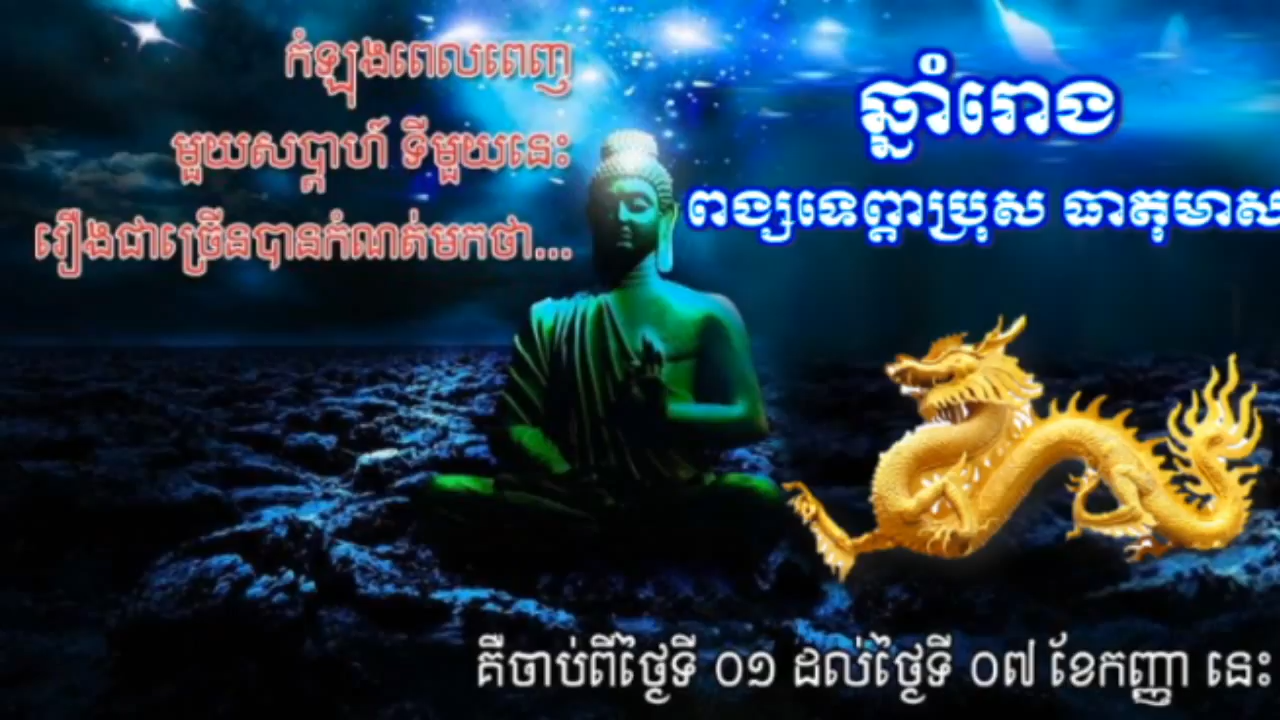 កំឡុងពេលពេញ
មួយសប្តាហ៍ ទីមួយនេះ
រឿងជាច្រើនបានកំណត់មកថា...
ឆ្នាំរោង
ពង្សទេព្តាប្រុស ធាតុមាស
គឺចាប់ពីថ្ងៃទី ០១ ដល់ថ្ងៃទី ០៧ ខែកញ្ញា នេះ